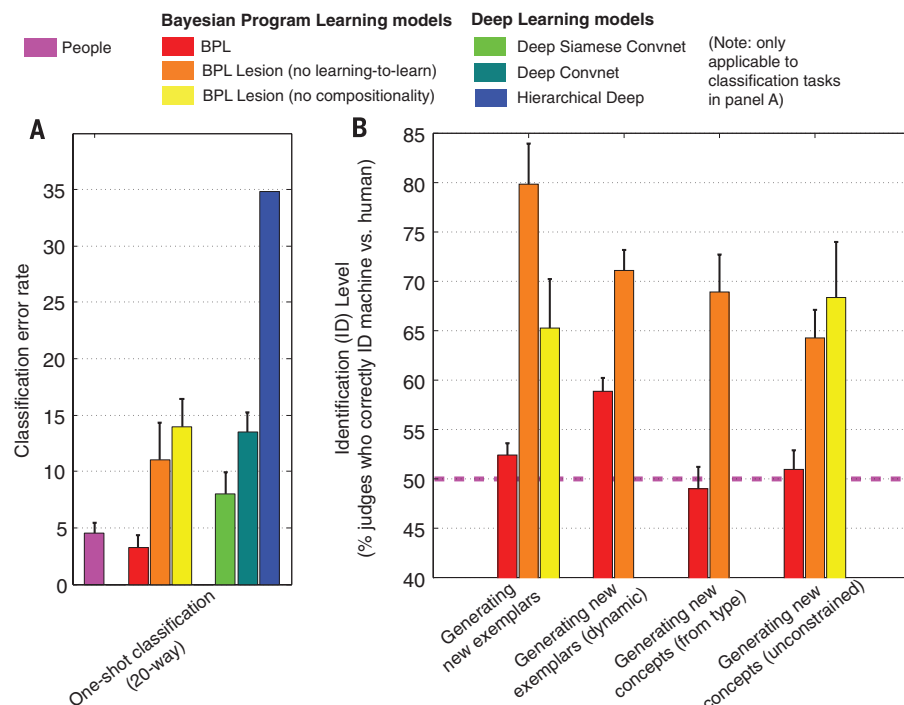 Bayesian Program Learning models
Deep Learning models
People
BPL
BPL Lesion (no learning-to-learn)
BPL Lesion (no compositionality)
Deep Siamese Convnet
Deep Convnet
Hierarchical Deep
(Note: only
applicable to
classification tasks
in panel A)
A
Classification error rate
35
30
25
20
15
10
5
0
One-shot classification
(20-way)
B
Identification (ID) Level
(% judges who correctly ID machine vs. human)
85
80
75
70
65
60
55
50
45
40
Generating
new exemplars
Generating new
exemplars (dynamic)
Generating new
concepts (from type)
Generating new
concepts (unconstrained)